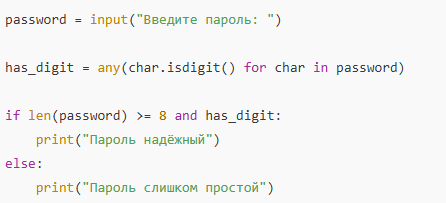 password = input("Введите пароль: ")
has_digit = any(char.isdigit() for char in password)
if len(password) >= 8 and has_digit:
    print("Пароль надёжный")
else:
    print("Пароль слишком простой")